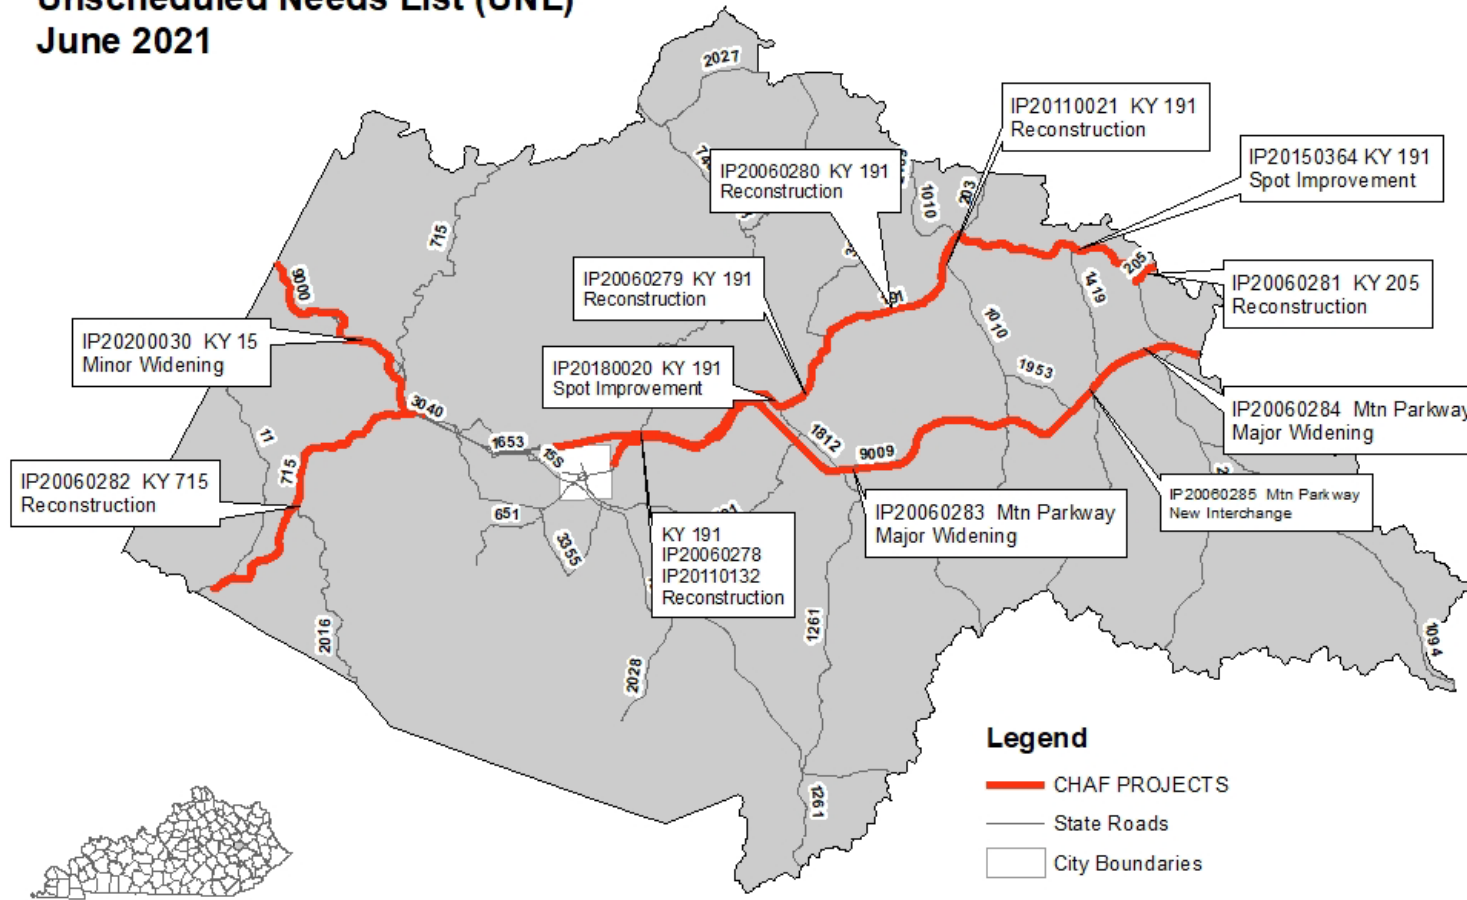 Unscheduled Needs List (UNL)
June 2021
2027
IP20110021 KY 191
Reconstruction
IP20150364 KY 191
Spot Improvement
IP20060280 KY 191
Reconstruction
1010
203
715
205
IP20060279 KY 191
Reconstruction
IP20060281 KY 205
Reconstruction
9000
1419
1010
IP20200030 KY 15
Minor Widening
IP20180020 KY 191
Spot Improvement
1953
3040
IP20060284 Mtn Parkway
Major Widening
11
1653
15S
1812
9009
715
IP20060282 KY 715
Reconstruction
IP20060285 Mtn Parkway
New Interchange
651
3355
IP20060283 Mtn Parkway
Major Widening
KY 191
IP20060278
IP20110132
Reconstruction
2016
1261
1094
2028
1261
Legend
CHAF PROJECTS
State Roads
City Boundaries